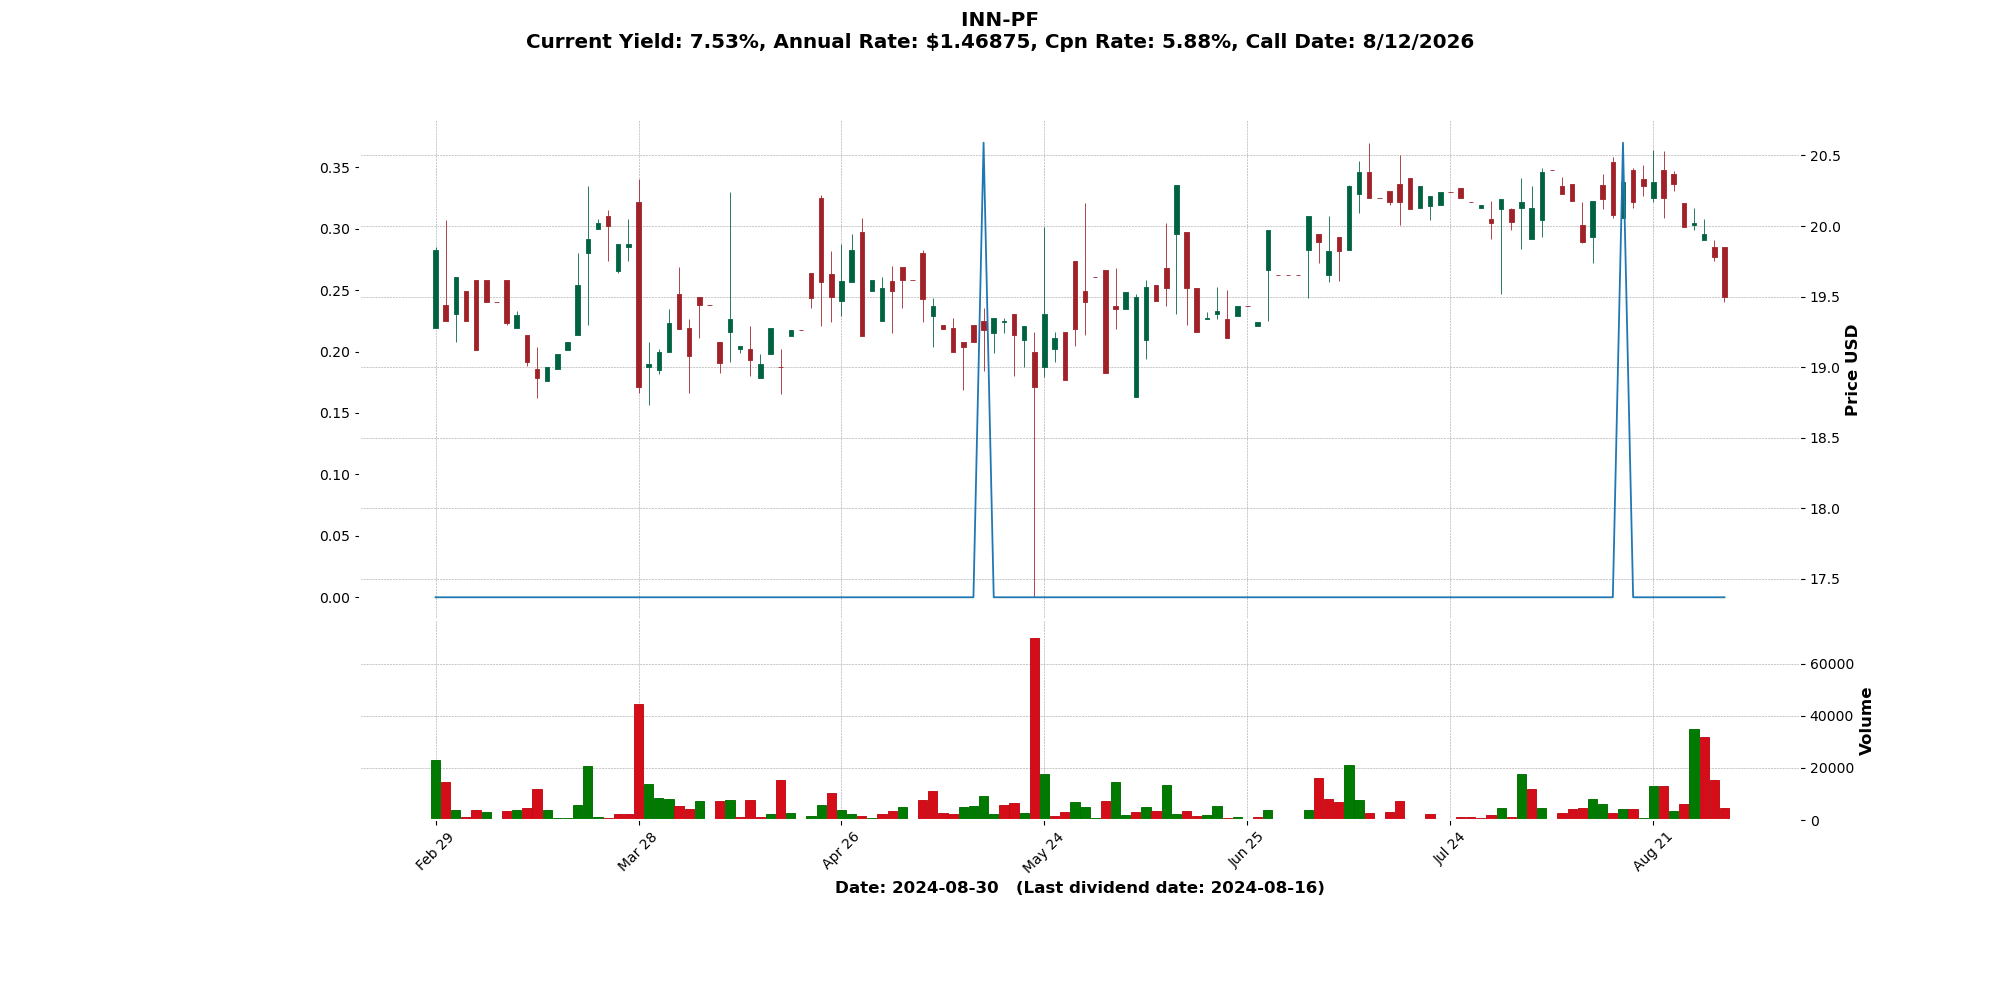 INN-PF
Current Yield: 7.53%, Annual Rate: $1.46875, Cpn Rate: 5.88%, Call Date: 8/12/2026
0.35
0.30
0.25
0.20
0.15
0.10
0.05
0.00
20.5
20.0
19.5
19.0
18.5
18.0
17.5
Price USD
60000
40000
20000
0
Volume
Feb 29
Mar 28
Apr 26
May 24
Jun 25
Jul 24
Aug 21
Date: 2024-08-30   (Last dividend date: 2024-08-16)